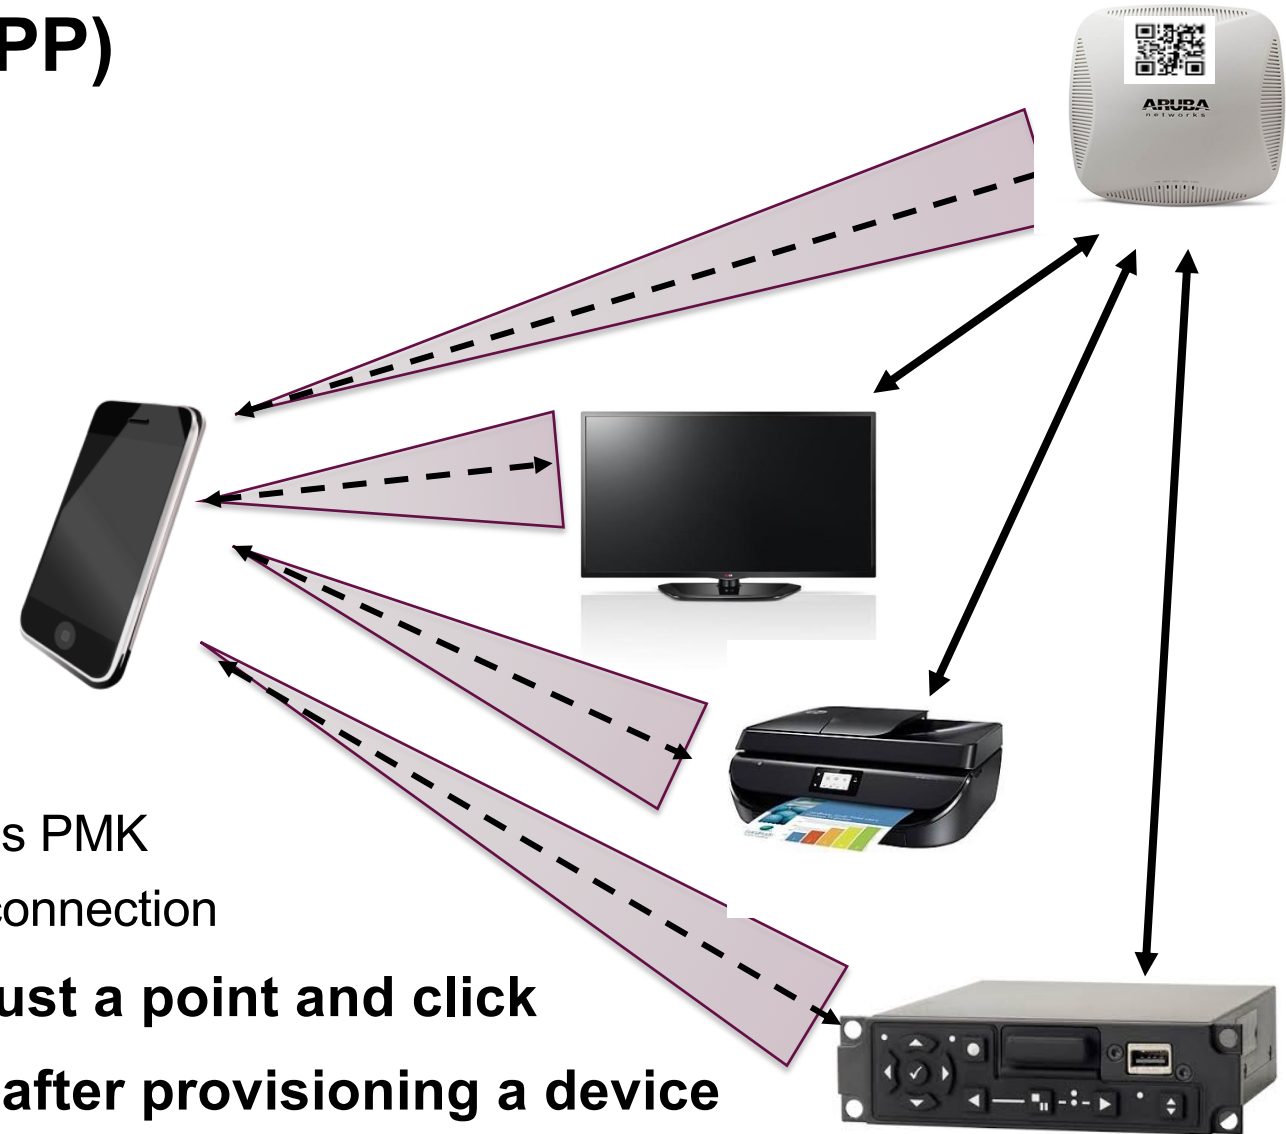 PP)
ARUBA
networks
s PMK
connection
ust a point and click
after provisioning a device